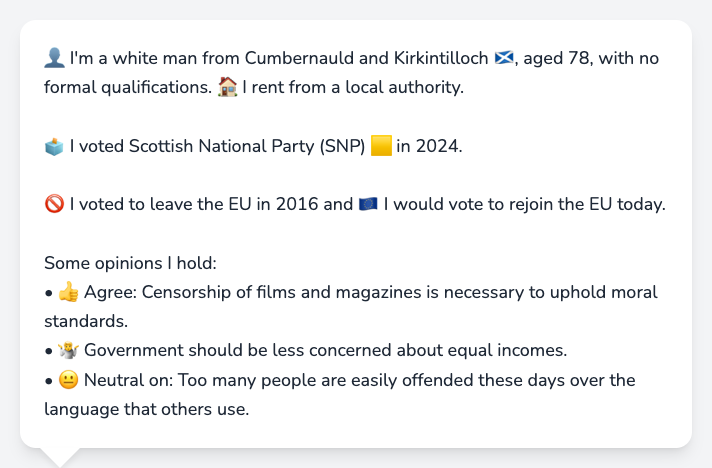 👤 I'm a white man from Cumbernauld and Kirkintilloch 🏴󠁧󠁢󠁳󠁣󠁴󠁿, aged 78, with no
formal qualifications. 🏠 I rent from a local authority.
🗳️ I voted Scottish National Party (SNP) 🟨 in 2024.
🚫 I voted to leave the EU in 2016 and 🇪🇺 I would vote to rejoin the EU today.
Some opinions I hold:
• 👍 Agree: Censorship of films and magazines is necessary to uphold moral
standards.
• 🤷 Government should be less concerned about equal incomes.
• 😐 Neutral on: Too many people are easily offended these days over the
language that others use.